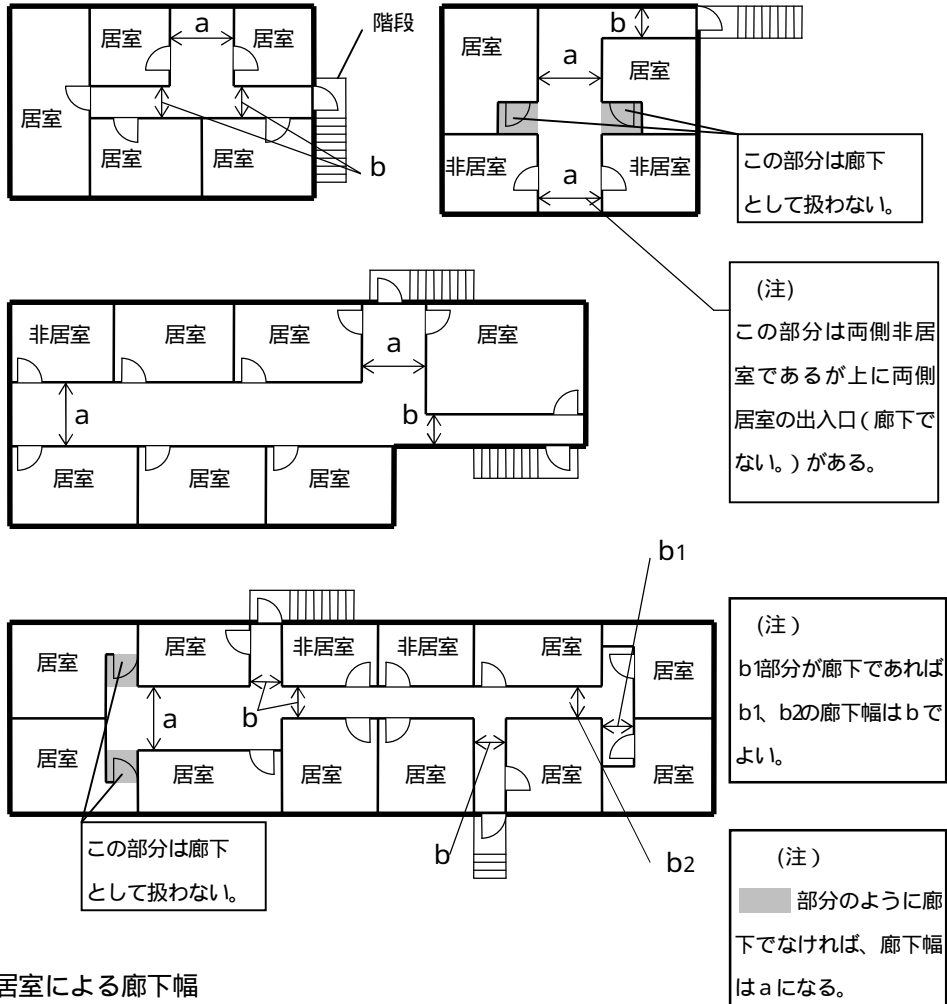 居室
a
居室
階段
居室
居室
居室
b
b
居室
a
居室
非居室
a
非居室
この部分は廊下
として扱わない。
(注)
この部分は両側非居
室であるが上に両側
居室の出入口(廊下で
ない。)がある。
非居室
居室
居室
a
居室
a
b
居室
居室
居室
b1
居室
居室
非居室
非居室
居室
居室
a
b
居室
居室
居室
居室
b
居室
居室
b
b2
この部分は廊下
として扱わない。
(注)
b1部分が廊下であれば
b1、b2の廊下幅はbで
よい。
(注)
部分のように廊
下でなければ、廊下幅
はaになる。
居室による廊下幅